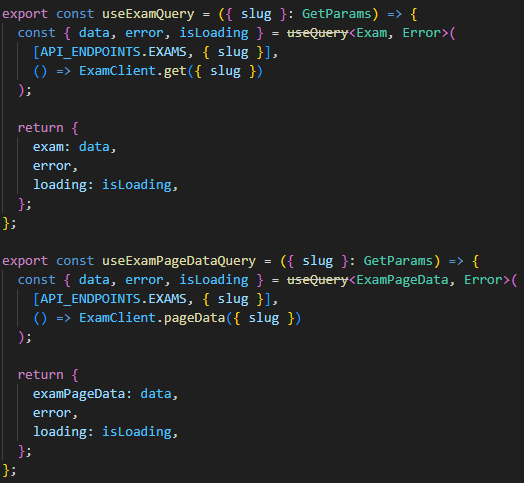 export const useExamQuery = ({ slug }: GetParams) => {
  const { data, error, isLoading } = useQuery<Exam, Error>(
    [API_ENDPOINTS.EXAMS, { slug }],
    () => ExamClient.get({ slug })
  );

  return {
    exam: data,
    error,
    loading: isLoading,
  };
};

export const useExamPageDataQuery = ({ slug }: GetParams) => {
  const { data, error, isLoading } = useQuery<ExamPageData, Error>(
    [API_ENDPOINTS.EXAMS, { slug }],
    () => ExamClient.pageData({ slug })
  );

  return {
    examPageData: data,
    error,
    loading: isLoading,
  };
};